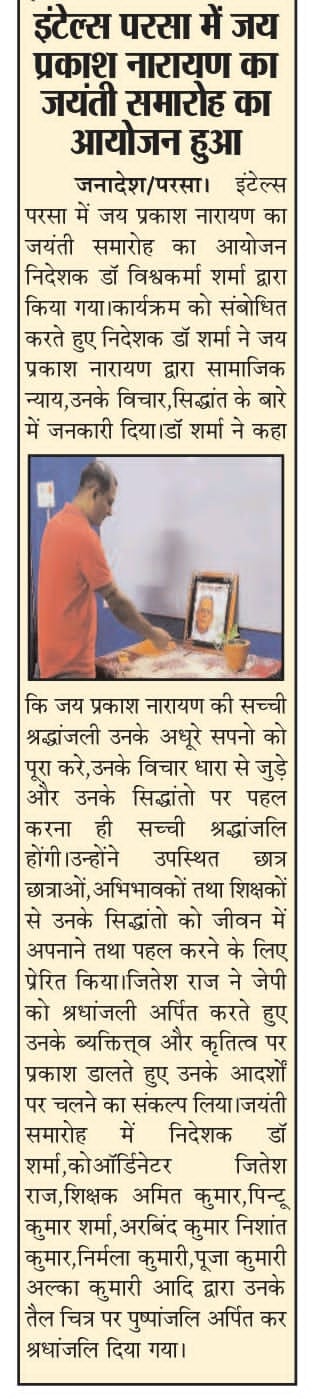 इंटेल्स परसा में जय
प्रकाश नारायण का
जयंती समारोह का
आयोजन हुआ
जनादेश/परसा। इंटेल्स
परसा में जय प्रकाश नारायण का
जयंती समारोह का आयोजन
निदेशक डॉ विश्वकर्मा शर्मा द्वारा
किया गया।कार्यक्रम को संबोधित
करते हुए निदेशक डॉ शर्मा ने जय
प्रकाश नारायण द्वारा सामाजिक
न्याय,उनके विचार,सिद्धांत के बारे
में जानकारी दिया।डॉ शर्मा ने कहा
कि जय प्रकाश नारायण की सच्ची
श्रद्धांजली उनके अधूरे सपनो को
पूरा करे,उनके विचार धारा से जुड़े
और उनके सिद्धांतो पर पहल
करना ही सच्ची श्रद्धांजलि
होंगी।उन्होंने उपस्थित छात्र
छात्राओं,अभिभावकों तथा शिक्षकों
से उनके सिद्धांतो को जीवन में
अपनाने तथा पहल करने के लिए
प्रेरित किया।जितेश राज ने जेपी
को श्रधांजली अर्पित करते हुए
उनके ब्यक्तित्त्व और कृतित्व पर
प्रकाश डालते हुए उनके आदर्शों
पर चलने का संकल्प लिया।जयंती
समारोह में निदेशक डॉ
शर्मा,कोऑर्डिनेटर जितेश
राज,शिक्षक अमित कुमार,पिन्टू
कुमार शर्मा,अरबिंद कुमार निशांत
कुमार,निर्मला कुमारी,पूजा कुमारी
अल्का कुमारी आदि द्वारा उनके
तैल चित्र पर पुष्पांजलि अर्पित कर
श्रधांजलि दिया गया।